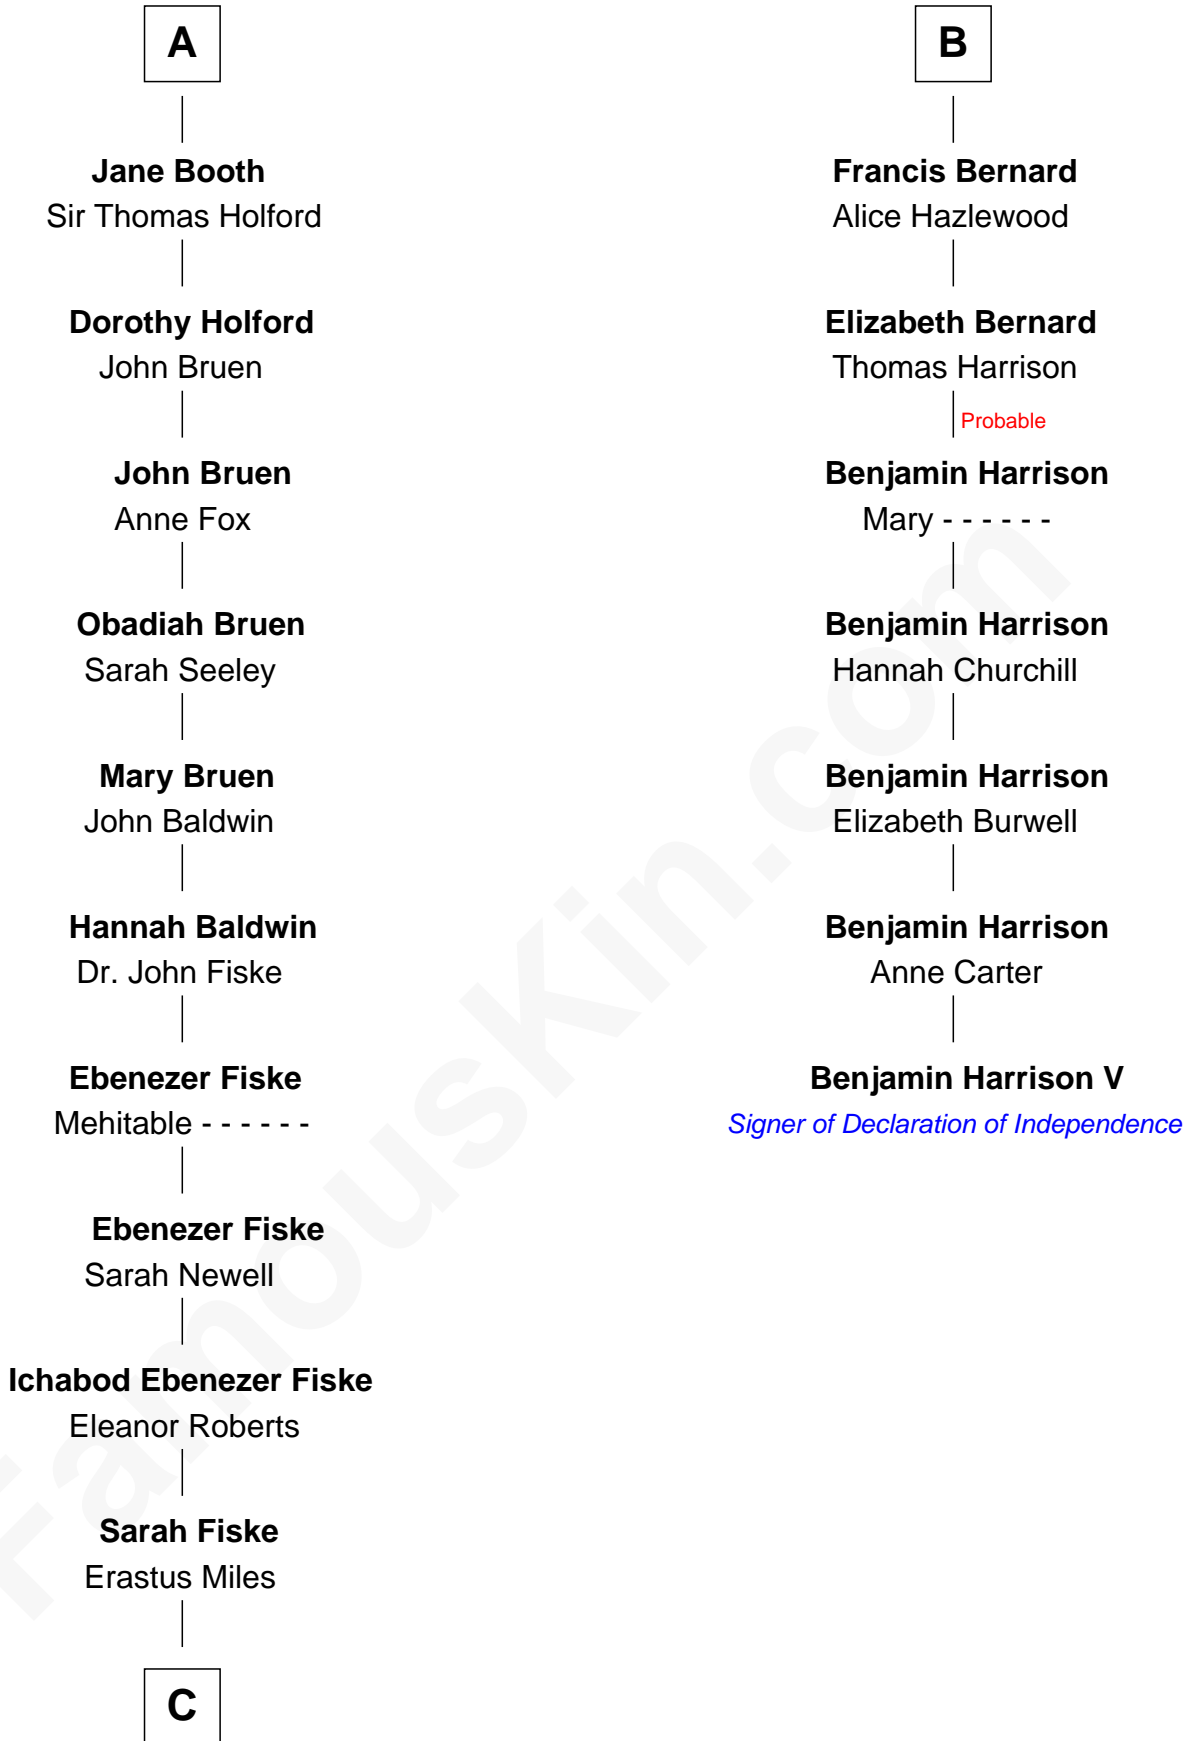 A
Jane Booth
Sir Thomas Holford
Dorothy Holford
John Bruen
John Bruen
Anne Fox
Obadiah Bruen
Sarah Seeley
Mary Bruen
John Baldwin
Hannah Baldwin
Dr. John Fiske
Ebenezer Fiske
Mehitable - - - - - -
Ebenezer Fiske
Sarah Newell
Ichabod Ebenezer Fiske
Eleanor Roberts
Sarah Fiske
Erastus Miles
C
B
Francis Bernard
Alice Hazlewood
Elizabeth Bernard
Thomas Harrison
Probable
Benjamin Harrison
Mary - - - - - -
Benjamin Harrison
Hannah Churchill
Benjamin Harrison
Elizabeth Burwell
Benjamin Harrison
Anne Carter
Benjamin Harrison V
Signer of Declaration of Independence
FamousKin.com